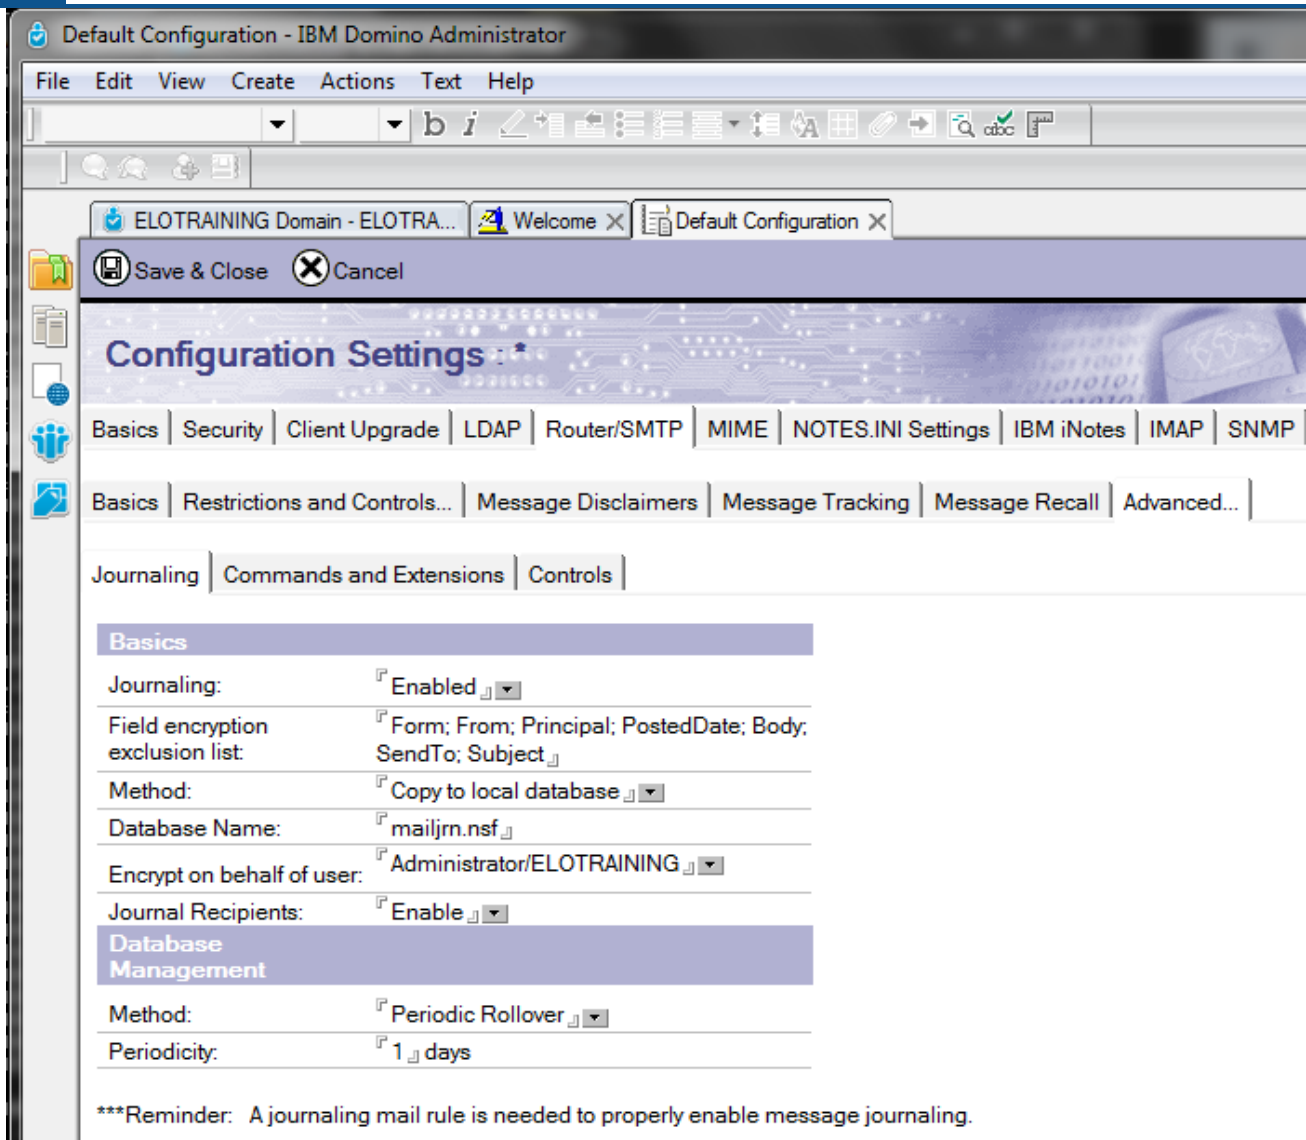 Default Configuration - IBM Domino Administrator
File Edit View Create Actions Text Help
b i abc
ELOTRAINING Domain - ELOTRA... Welcome Default Configuration
Save & Close Cancel
Configuration Settings : *
Basics Security Client Upgrade LDAP Router/SMTP MIME NOTES.INI Settings IBM iNotes IMAP SNMP
Basics Restrictions and Controls... Message Disclaimers Message Tracking Message Recall Advanced...
Journaling Commands and Extensions Controls
Basics
Journaling: Enabled
Field encryption Form; From; Principal; PostedDate; Body;
exclusion list: SendTo; Subject
Method: Copy to local database
Database Name: mailjrn.nsf
Encrypt on behalf of user: Administrator/ELOTRAINING
Journal Recipients: Enable
Database
Management
Method: Periodic Rollover
Periodicity: 1 days
***Reminder: A journaling mail rule is needed to properly enable message journaling.